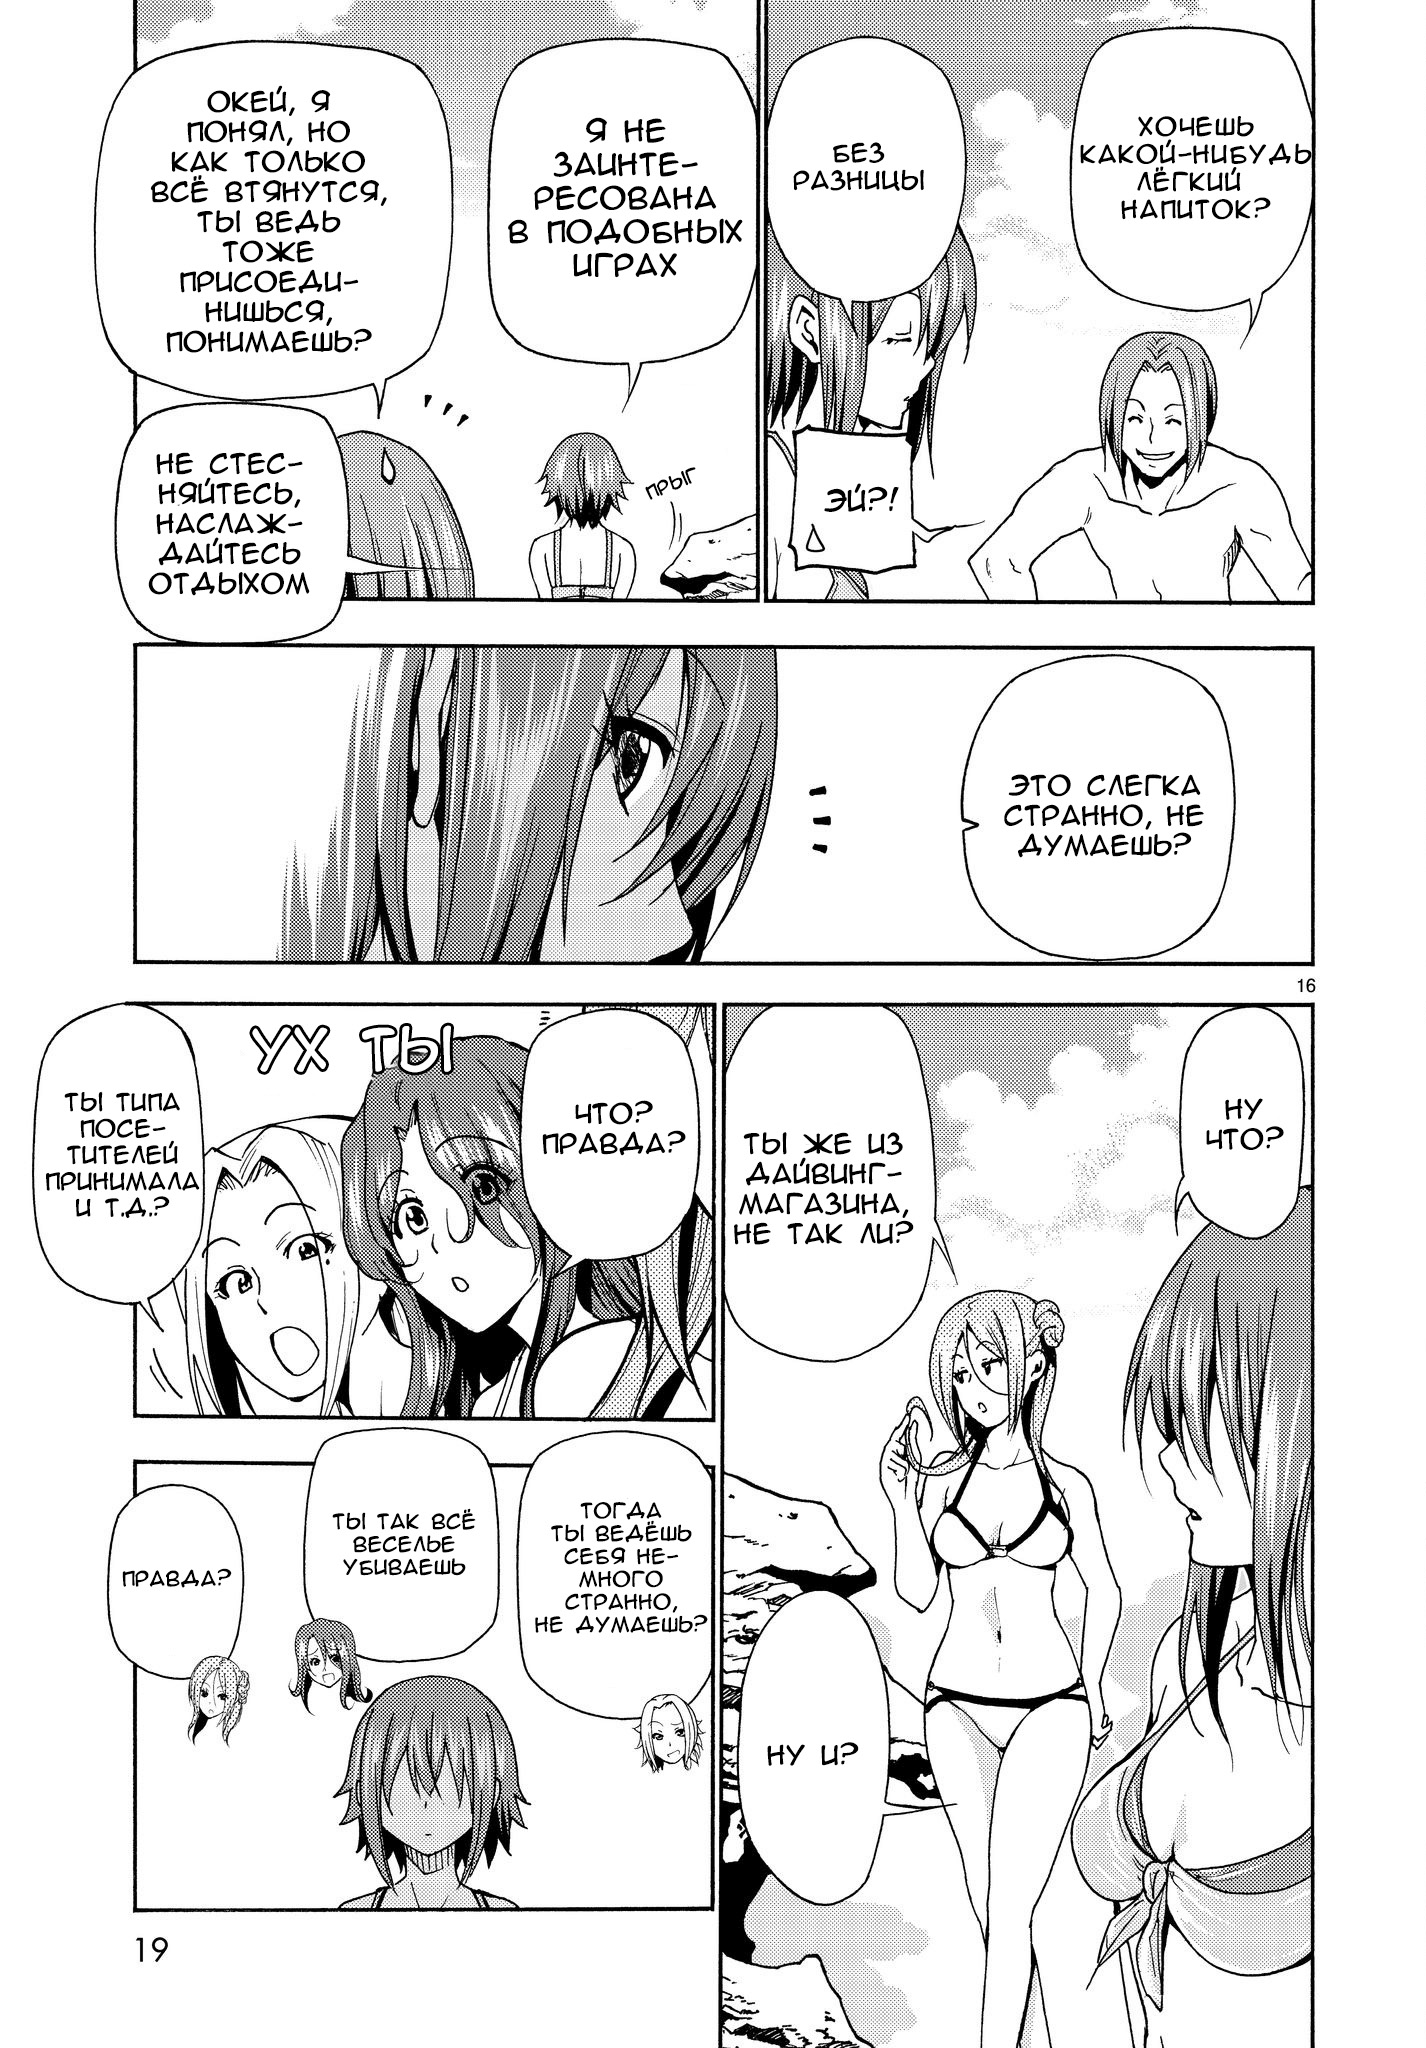 ХОЧЕШЬ
КАКОЙ-НИБУДЬ
ЛЁГКИЙ
НАПИТОК?
БЕЗ
РАЗНИЦЫ
ЭЙ?!
Я НЕ
ЗАИНТЕ-
РЕСОВАНА
В ПОДОБНЫХ
ИГРАХ
ПРЫГ
ОКЕЙ, Я
ПОНЯЛ, НО
КАК ТОЛЬКО
ВСЁ ВТЯНУТСЯ,
ТЫ ВЕДЬ
ТОЖЕ
ПРИСОЕДИ-
НИШЬСЯ,
ПОНИМАЕШЬ?
НЕ СТЕС-
НЯЙТЕСЬ,
НАСЛАЖ-
ДАЙТЕСЬ
ОТДЫХОМ
ЭТО СЛЕГКА
СТРАННО, НЕ
ДУМАЕШЬ?
16
НУ
ЧТО?
ТЫ ЖЕ ИЗ
ДАЙВИНГ-
МАГАЗИНА,
НЕ ТАК ЛИ?
НУ И?
УХ ТЫ
ЧТО?
ПРАВДА?
ТЫ ТИПА
ПОСЕ-
ТИТЕЛЕЙ
ПРИНИМАЛА
И Т.Д.?
ТОГДА
ТЫ ВЕДЁШЬ
СЕБЯ НЕ-
МНОГО
СТРАННО,
НЕ ДУМАЕШЬ?
ТЫ ТАК ВСЁ
ВЕСЕЛЬЕ
УБИВАЕШЬ
ПРАВДА?
19